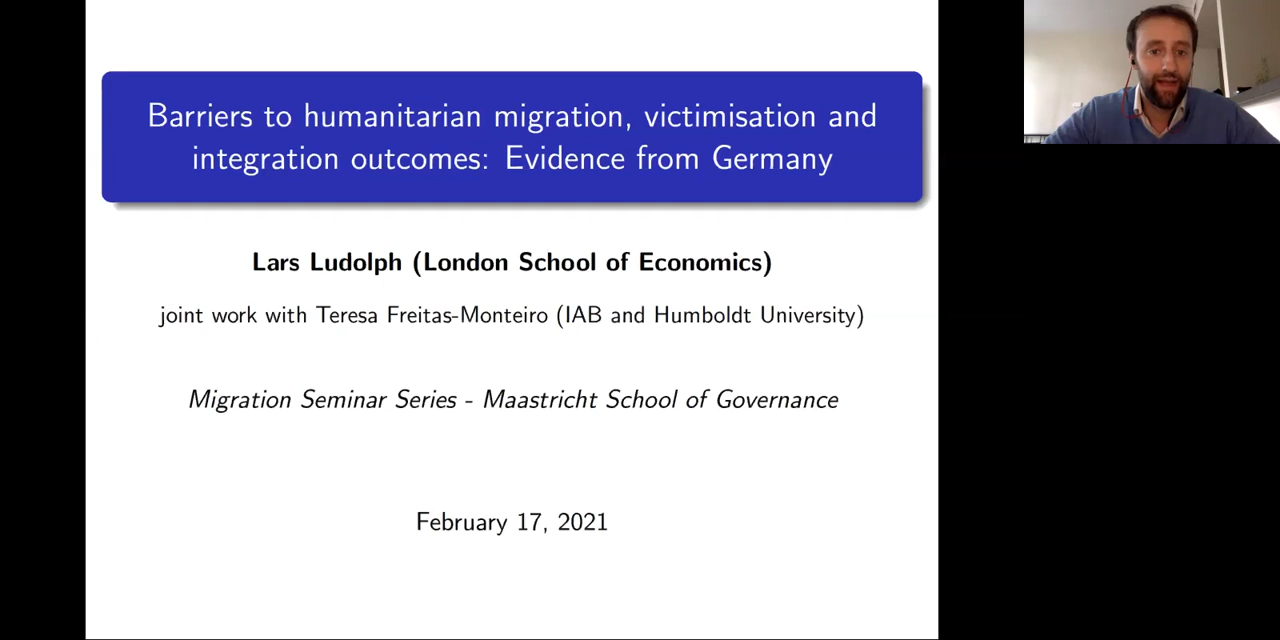 Barriers to humanitarian migration, victimisation and
integration outcomes: Evidence from Germany
Lars Ludolph (London School of Economics)
joint work with Teresa Freitas-Monteiro (IAB and Humboldt University)
Migration Seminar Series - Maastricht School of Governance
February 17, 2021